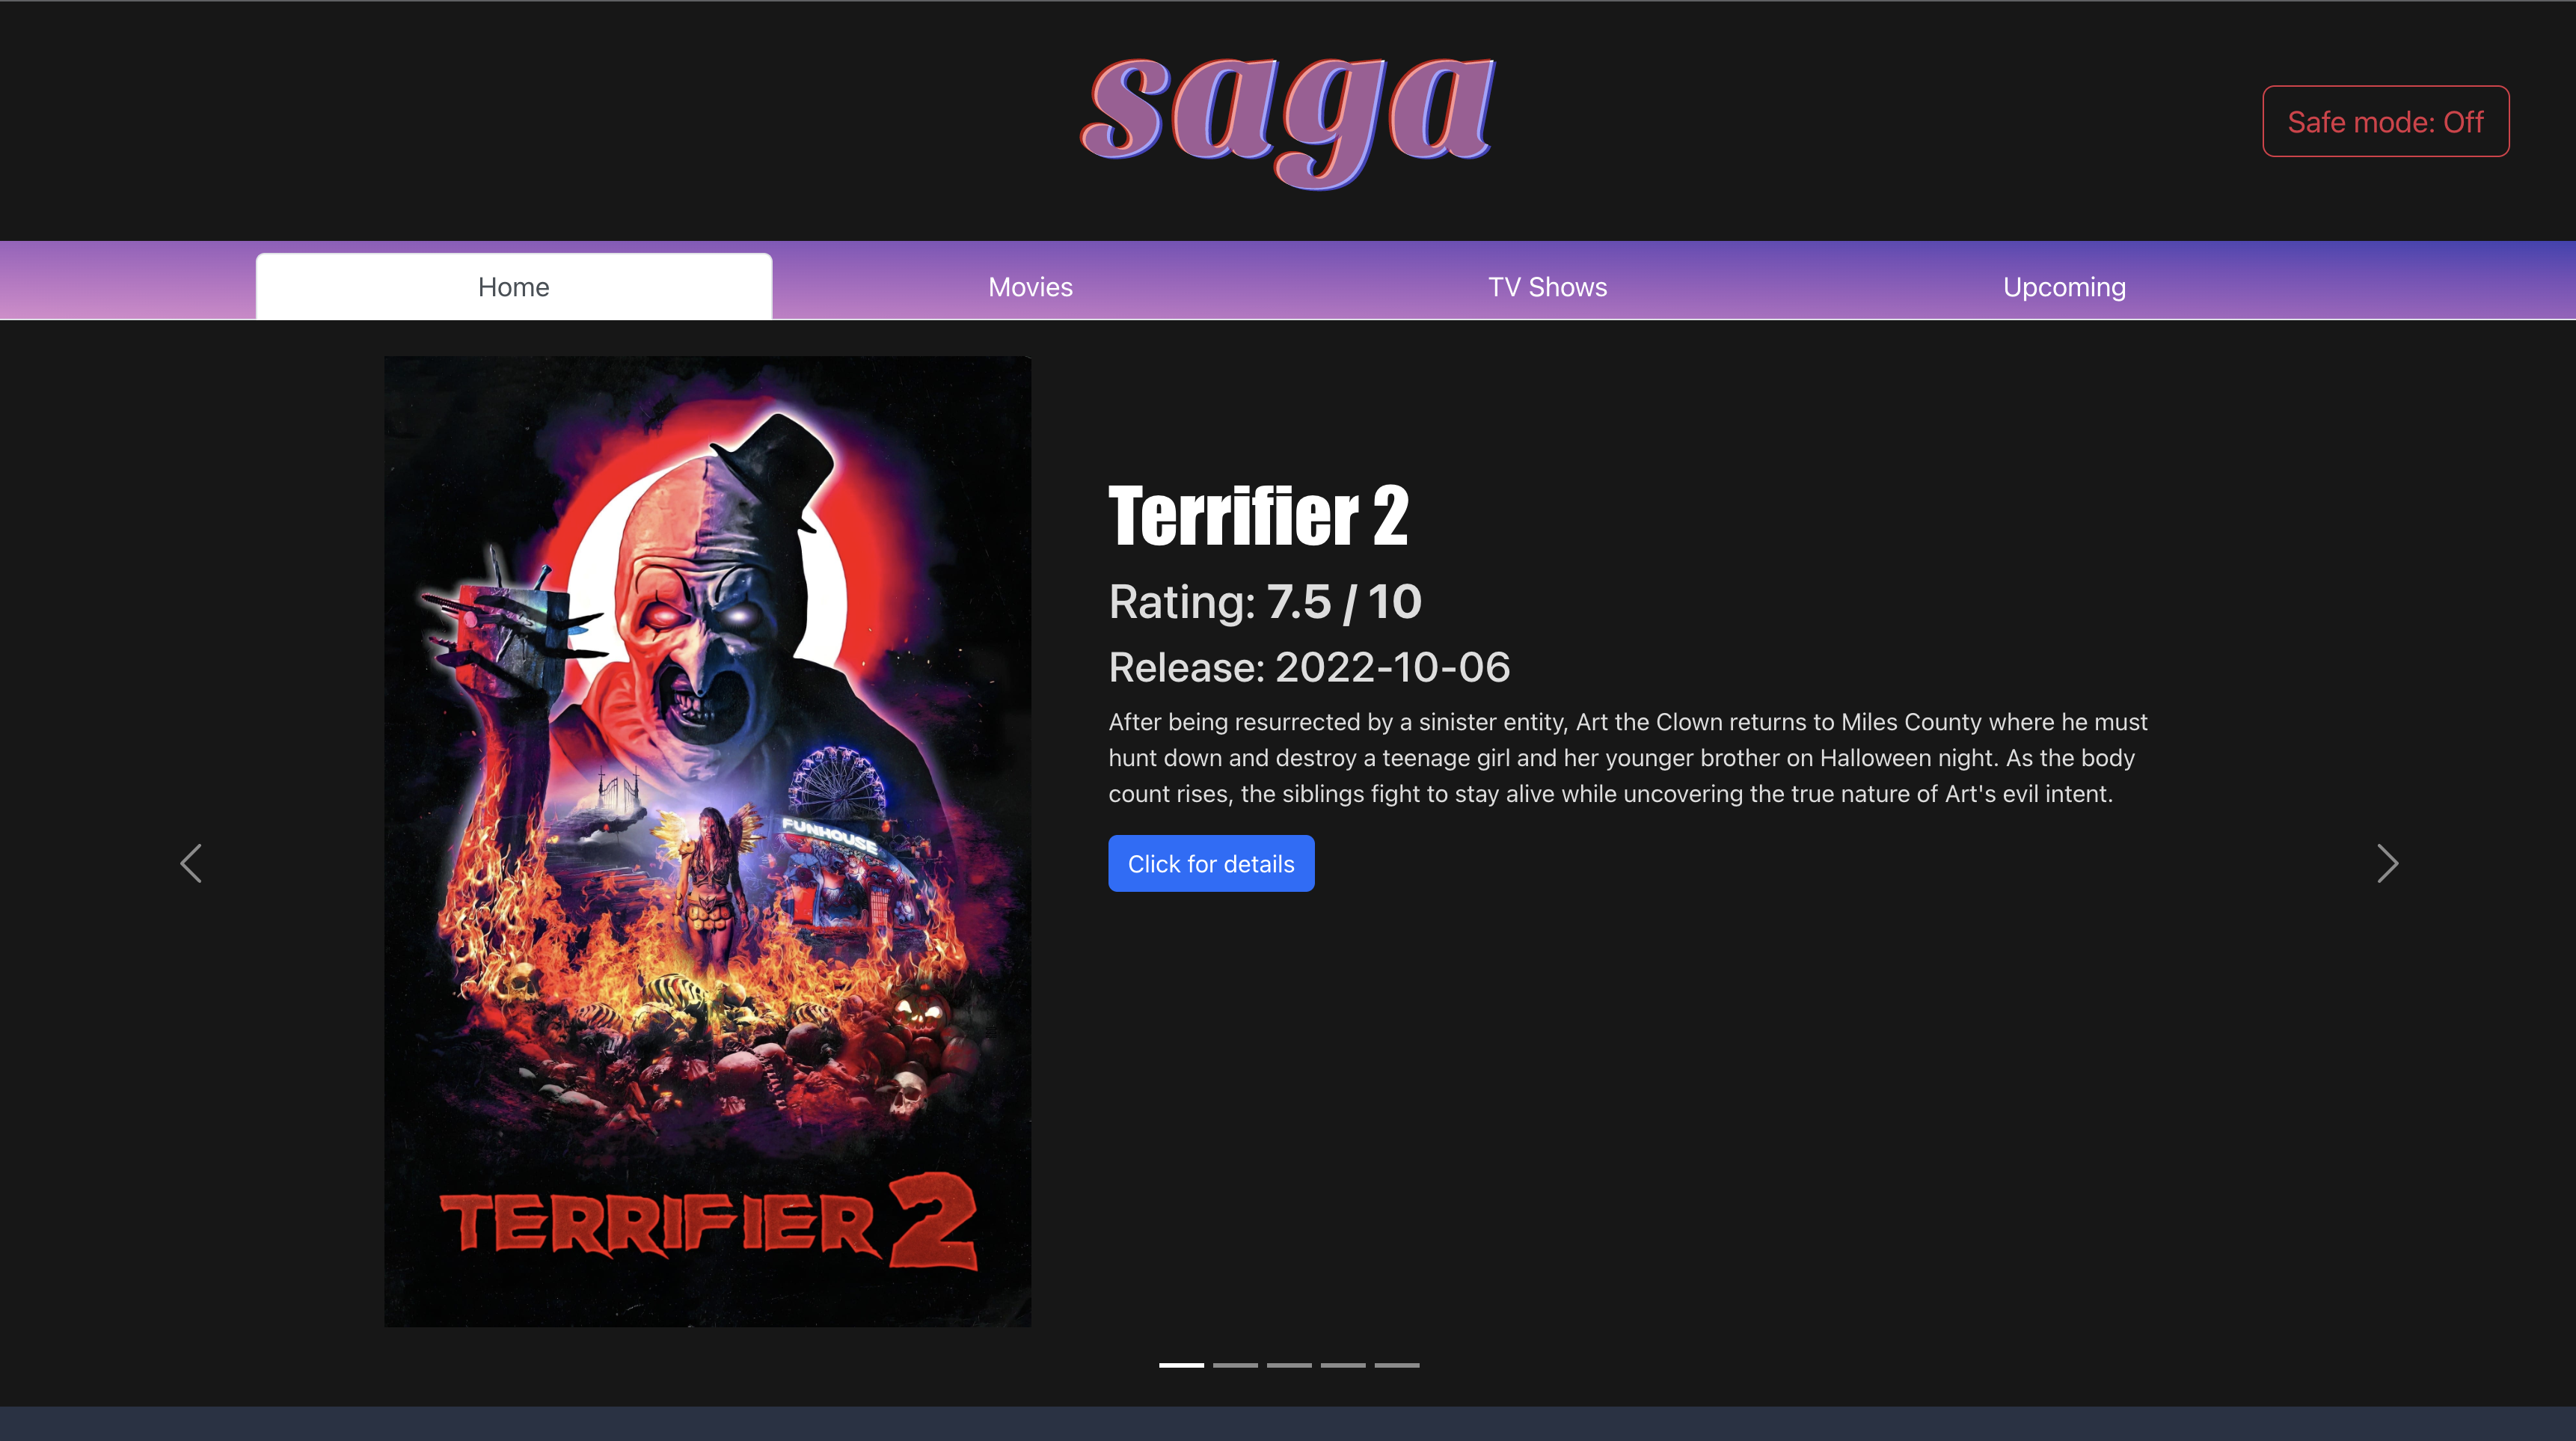 saga
Safe mode: Off
Home
Movies
TV Shows
Upcoming
FUNHOUSE
TERRIFIER 2
Terrifier 2
Rating: 7.5 / 10
Release: 2022-10-06
After being resurrected by a sinister entity, Art the Clown returns to Miles County where he must
hunt down and destroy a teenage girl and her younger brother on Halloween night. As the body
count rises, the siblings fight to stay alive while uncovering the true nature of Art's evil intent.
Click for details